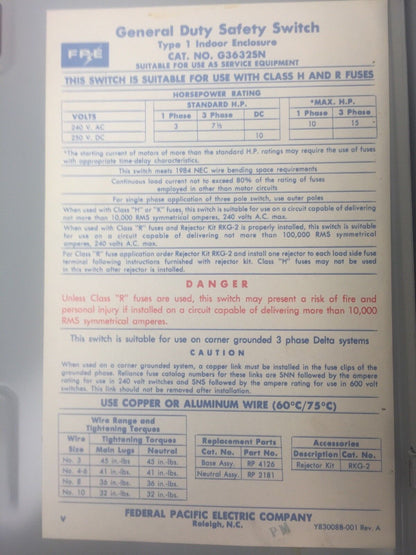 FPE
General Duty Safety Switch
Type 1 Indoor Enclosure
CAT. NO. G36325N
SUITABLE FOR USE AS SERVICE EQUIPMENT
THIS SWITCH IS SUITABLE FOR USE WITH CLASS H AND R FUSES
HORSEPOWER RATING
STANDARD H.P. *MAX. H.P.
VOLTS 1 Phase 3 Phase DC 1 Phase 3 Phase
240 V. AC 3 7½ 10 15
250 V. DC 10
*The starting current of motors of more than the standard H.P. ratings may require the use of fuses
with appropriate time-delay characteristics.
This switch meets 1984 NEC wire bending space requirements
Continuous load current not to exceed 80% of the rating of fuses
employed in other than motor circuits
For single phase application of three pole switch, use outer poles
When used with Class "H" or "K" fuses, this switch is suitable for use on a circuit capable of delivering
not more than 10,000 RMS symmetrical amperes, 240 volts A.C. max.
When used with Class "R" fuses and Rejector Kit RKG-2 is properly installed, this switch is suitable
for use on a circuit capable of delivering not more than 100,000 RMS symmetrical
amperes, 240 volts A.C. max.
For Class "R" fuse application order Rejector Kit RKG-2 and install one rejector to each load side fuse
terminal following instructions furnished with rejector kit. Class "H" fuses may not be used
in this switch after rejector is installed.
DANGER
Unless Class "R" fuses are used, this switch may present a risk of fire and
personal injury if installed on a circuit capable of delivering more than 10,000
RMS symmetrical amperes.
This switch is suitable for use on corner grounded 3 phase Delta systems
CAUTION
When used on a corner grounded system, a copper link must be installed in the fuse clips of the
grounded phase. Reliance fuse catalog numbers for these links are SNN followed by the ampere
rating for use in 240 volt switches and SNS followed by the ampere rating for use in 600 volt
switches. This link should not be removed after installation.
USE COPPER OR ALUMINUM WIRE (60°C/75°C)
Wire Range and
Tightening Torques
Wire Size Tightening Torques
Main Lugs Neutral
No. 3 45 in.-lbs. 45 in.-lbs.
No. 4-6 41 in.-lbs. 41 in.-lbs.
No. 8 36 in.-lbs. 36 in.-lbs.
No. 10 32 in.-lbs. 32 in.-lbs.
Replacement Parts
Cat. No. Part No.
Base Assy. RP 4126
Neutral Assy. RP 2181
Accessories
Description Cat. No.
Rejector Kit RKG-2
V
FEDERAL PACIFIC ELECTRIC COMPANY
Raleigh, N.C.
PM
YB30088-001 Rev. A